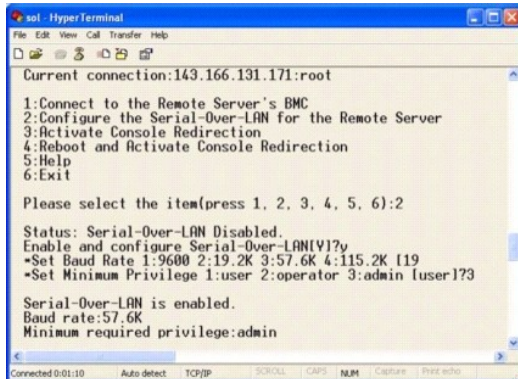 sol - HyperTerminal
File Edit View Call Transfer Help
Current connection:143.166.131.171:root
1:Connect to the Remote Server's BMC
2:Configure the Serial-Over-LAN for the Remote Server
3:Activate Console Redirection
4:Reboot and Activate Console Redirection
5:Help
6:Exit
Please select the item(press 1, 2, 3, 4, 5, 6):2
Status: Serial-Over-LAN Disabled.
Enable and configure Serial-Over-LAN[Y]?y
*Set Baud Rate 1:9600 2:19.2K 3:57.6K 4:115.2K [19
*Set Minimum Privilege 1:user 2:operator 3:admin [user]?3
Serial-Over-LAN is enabled.
Baud rate:57.6K
Minimum required privilege:admin
Connected 0:01:10 Auto detect TCP/IP SCROLL CAPS NUM Capture Print echo